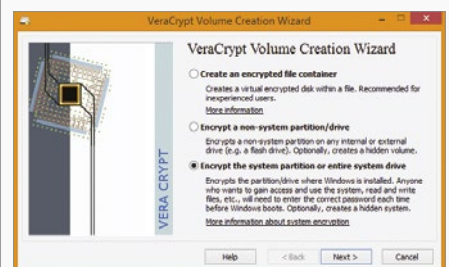 VeraCrypt Volume Creation Wizard
VeraCrypt Volume Creation Wizard
Create an encrypted file container
Creates a virtual encrypted disk within a file. Recommended for
inexperienced users.
More information
Encrypt a non-system partition/drive
Encrypts a non-system partition on any internal or external
drive (e.g. a flash drive). Optionally, creates a hidden volume.
Encrypt the system partition or entire system drive
Encrypts the partition/drive where Windows is installed. Anyone
who wants to gain access and use the system, read and write
files, etc., will need to enter the correct password each time
before Windows boots. Optionally, creates a hidden system.
More information about system encryption
VERA CRYPT
Help
< Back
Next >
Cancel